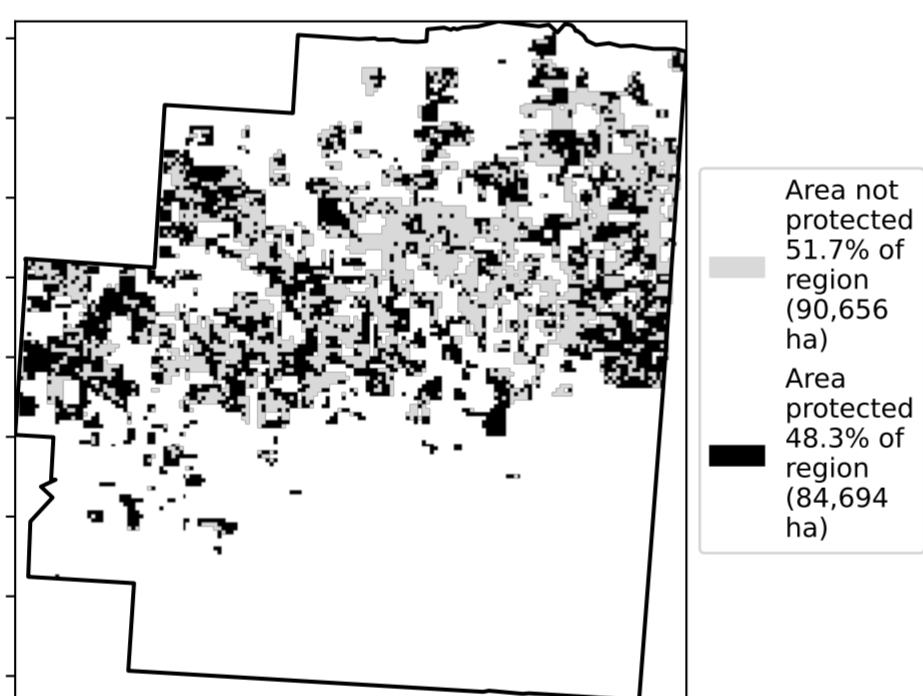 Area not
protected
51.7% of
region
(90,656
ha)
Area
protected
48.3% of
region
(84,694
ha)